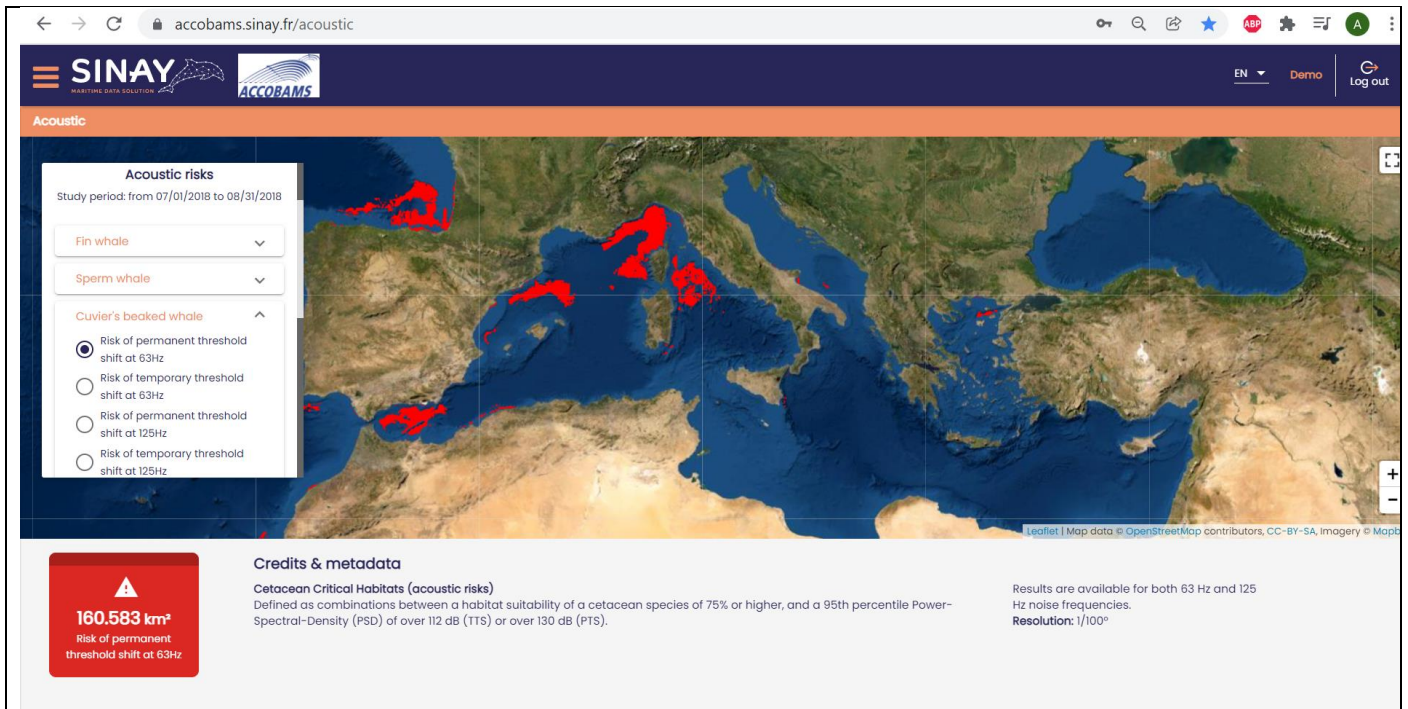 accobams.sinay.fr/acoustic
ABP
A
SINAY
MARITIME DATA SOLUTION
ACCOBAMS
EN
Demo
Log out
Acoustic
Acoustic risks
Study period: from 07/01/2018 to 08/31/2018
Fin whale
Sperm whale
Cuvier's beaked whale
Risk of permanent threshold
shift at 63Hz
Risk of temporary threshold
shift at 63Hz
Risk of permanent threshold
shift at 125Hz
Risk of temporary threshold
shift at 125Hz
+
−
Leaflet | Map data © OpenStreetMap contributors, CC-BY-SA, Imagery © Mapb
160.583 km²
Risk of permanent
threshold shift at 63Hz
Credits & metadata
Cetacean Critical Habitats (acoustic risks)
Defined as combinations between a habitat suitability of a cetacean species of 75% or higher, and a 95th percentile Power-
Spectral-Density (PSD) of over 112 dB (TTS) or over 130 dB (PTS).
Results are available for both 63 Hz and 125
Hz noise frequencies.
Resolution: 1/100°